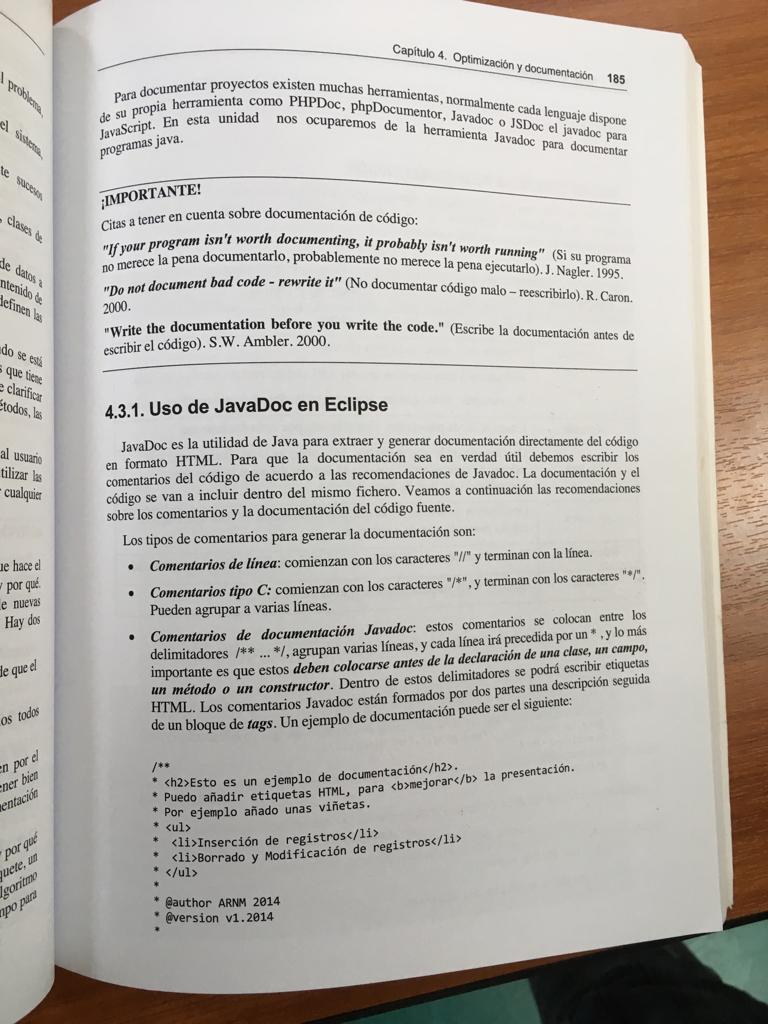 l problema,
el sistema,
te sucesos
clases de
de datos a
ntenido de
definen las
do se está
s que tiene
e clarificar
étodos, las
al usuario
tilizar las
cualquier
ue hace el
y por qué.
e nuevas
Hay dos
de que el
os todos
en por el
ner bien
entación
por qué
quete, un
lgoritmo
mpo para
Capítulo 4. Optimización y documentación 185
Para documentar proyectos existen muchas herramientas, normalmente cada lenguaje dispone
de su propia herramienta como PHPDoc, phpDocumentor, Javadoc o JSDoc el javadoc para
JavaScript. En esta unidad nos ocuparemos de la herramienta Javadoc para documentar
programas java.
¡IMPORTANTE!
Citas a tener en cuenta sobre documentación de código:
"If your program isn't worth documenting, it probably isn't worth running" (Si su programa
no merece la pena documentarlo, probablemente no merece la pena ejecutarlo). J. Nagler. 1995.
"Do not document bad code - rewrite it" (No documentar código malo – reescribirlo). R. Caron.
2000.
"Write the documentation before you write the code." (Escribe la documentación antes de
escribir el código). S.W. Ambler. 2000.
4.3.1. Uso de JavaDoc en Eclipse
JavaDoc es la utilidad de Java para extraer y generar documentación directamente del código
en formato HTML. Para que la documentación sea en verdad útil debemos escribir los
comentarios del código de acuerdo a las recomendaciones de Javadoc. La documentación y el
código se van a incluir dentro del mismo fichero. Veamos a continuación las recomendaciones
sobre los comentarios y la documentación del código fuente.
Los tipos de comentarios para generar la documentación son:
• Comentarios de línea: comienzan con los caracteres "//" y terminan con la línea.
• Comentarios tipo C: comienzan con los caracteres "/*", y terminan con los caracteres "*/".
Pueden agrupar a varias líneas.
• Comentarios de documentación Javadoc: estos comentarios se colocan entre los
delimitadores /** ... */, agrupan varias líneas, y cada línea irá precedida por un * , y lo más
importante es que estos deben colocarse antes de la declaración de una clase, un campo,
un método o un constructor. Dentro de estos delimitadores se podrá escribir etiquetas
HTML. Los comentarios Javadoc están formados por dos partes una descripción seguida
de un bloque de tags. Un ejemplo de documentación puede ser el siguiente:
/**
* <h2>Esto es un ejemplo de documentación</h2>.
* Puedo añadir etiquetas HTML, para <b>mejorar</b> la presentación.
* Por ejemplo añado unas viñetas.
* <ul>
* <li>Inserción de registros</li>
* <li>Borrado y Modificación de registros</li>
* </ul>
*
* @author ARNM 2014
* @version v1.2014
*